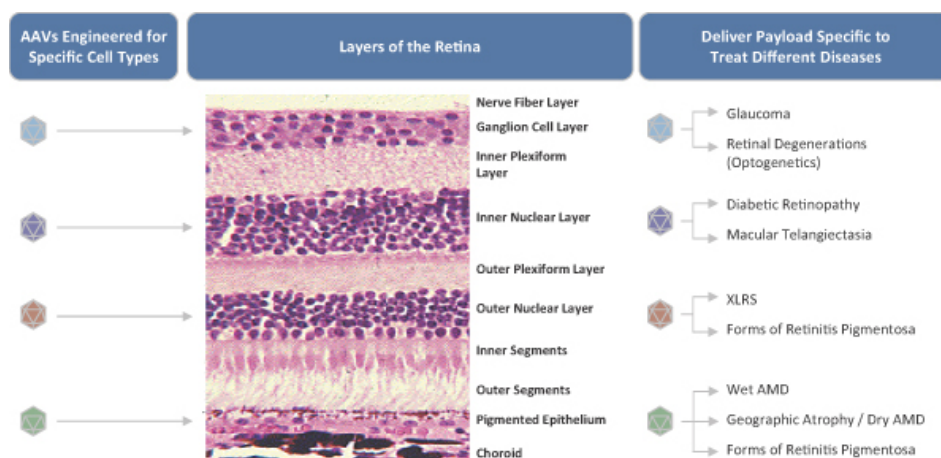 AAVs Engineered for
Specific Cell Types
Layers of the Retina
Deliver Payload Specific to
Treat Different Diseases
Nerve Fiber Layer
Ganglion Cell Layer
Inner Plexiform
Layer
Inner Nuclear Layer
Outer Plexiform Layer
Outer Nuclear Layer
Inner Segments
Outer Segments
Pigmented Epithelium
Choroid
Glaucoma
Retinal Degenerations
(Optogenetics)
Diabetic Retinopathy
Macular Telangiectasia
XLRS
Forms of Retinitis Pigmentosa
Wet AMD
Geographic Atrophy / Dry AMD
Forms of Retinitis Pigmentosa